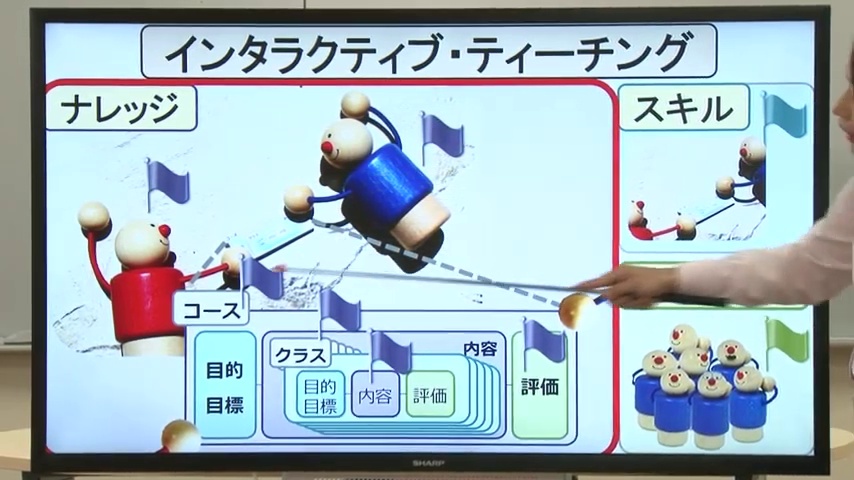 インタラクティブ・ティーチング
ナレッジ
スキル
コース
目的
目標
クラス
内容
目的
目標
内容
評価
評価
SHARP